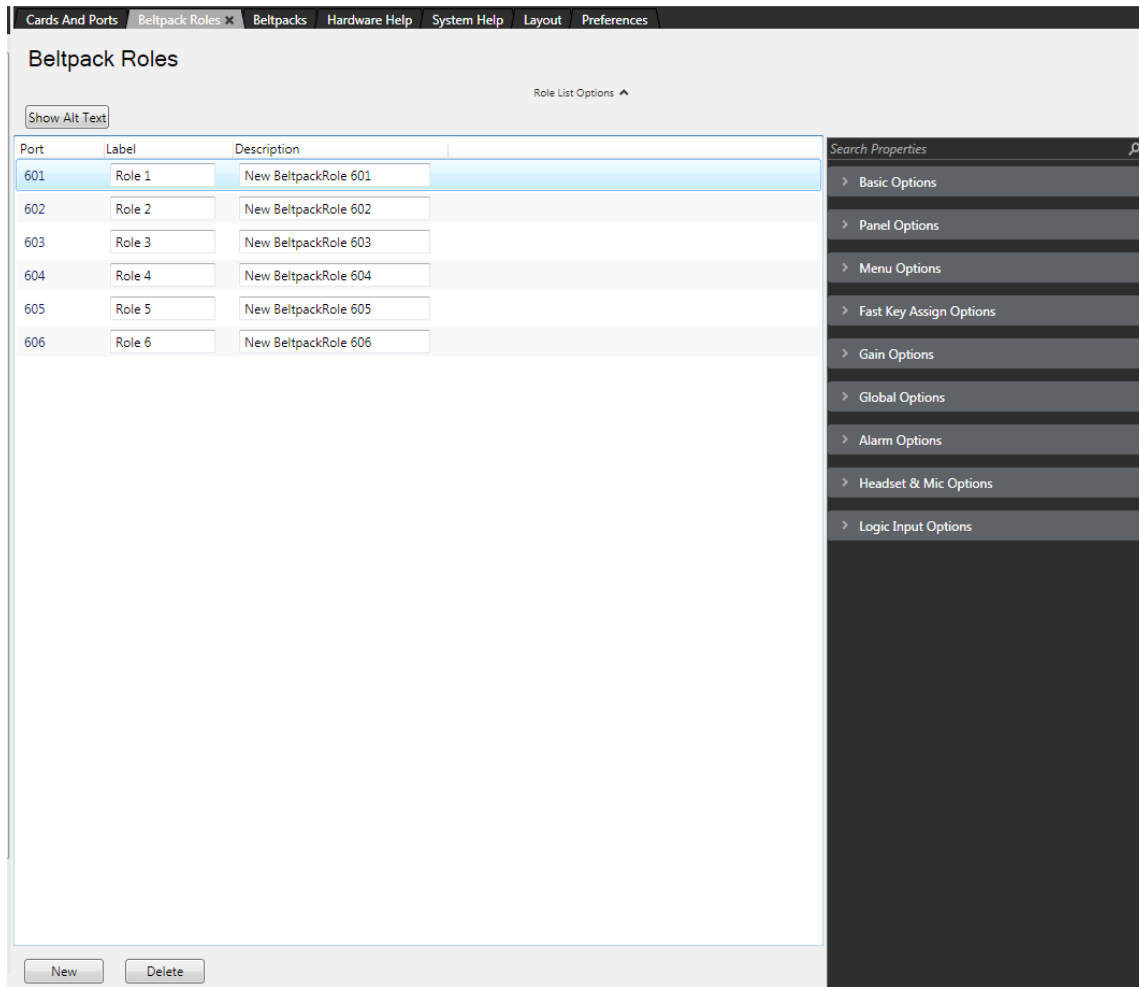 Cards And Ports Beltpack Roles × Beltpacks Hardware Help System Help Layout Preferences
Beltpack Roles
Role List Options
Show Alt Text
Port Label Description
601 Role 1 New BeltpackRole 601
602 Role 2 New BeltpackRole 602
603 Role 3 New BeltpackRole 603
604 Role 4 New BeltpackRole 604
605 Role 5 New BeltpackRole 605
606 Role 6 New BeltpackRole 606
Search Properties
Basic Options
Panel Options
Menu Options
Fast Key Assign Options
Gain Options
Global Options
Alarm Options
Headset & Mic Options
Logic Input Options
New Delete